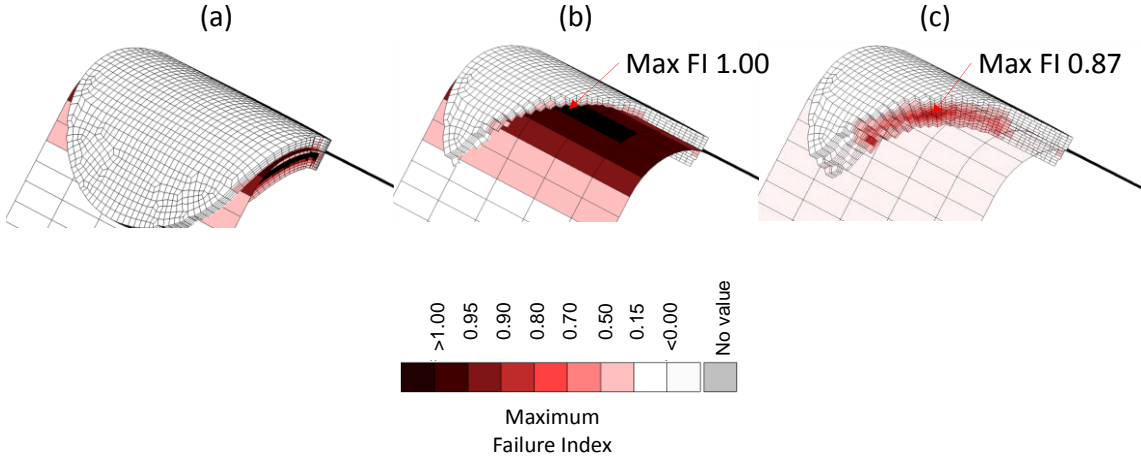 (a)
(b)
(c)
Max FI 1.00
Max FI 0.87
>1.00
0.95
0.90
0.80
0.70
0.50
0.15
<0.00
No value
Maximum
Failure Index